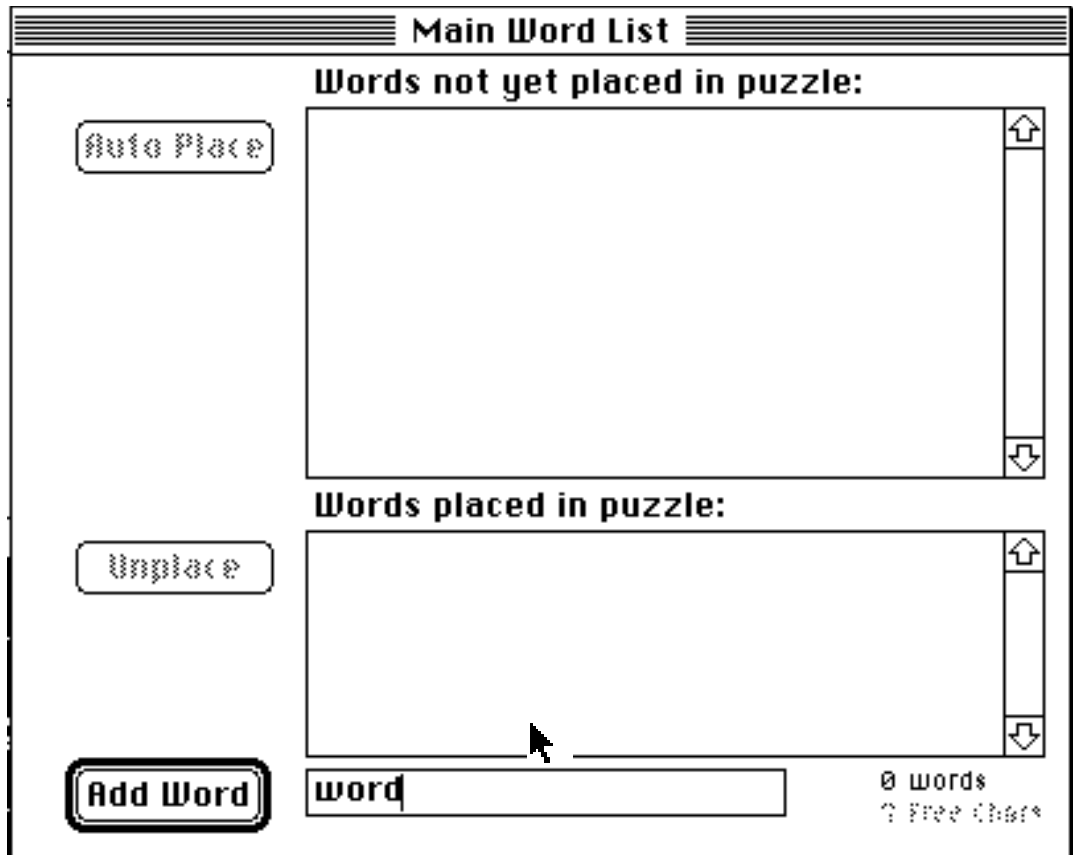 Main Word List
Words not yet placed in puzzle:
Auto Place
Words placed in puzzle:
Unplace
Add Word
word
0 words
? Free Chars